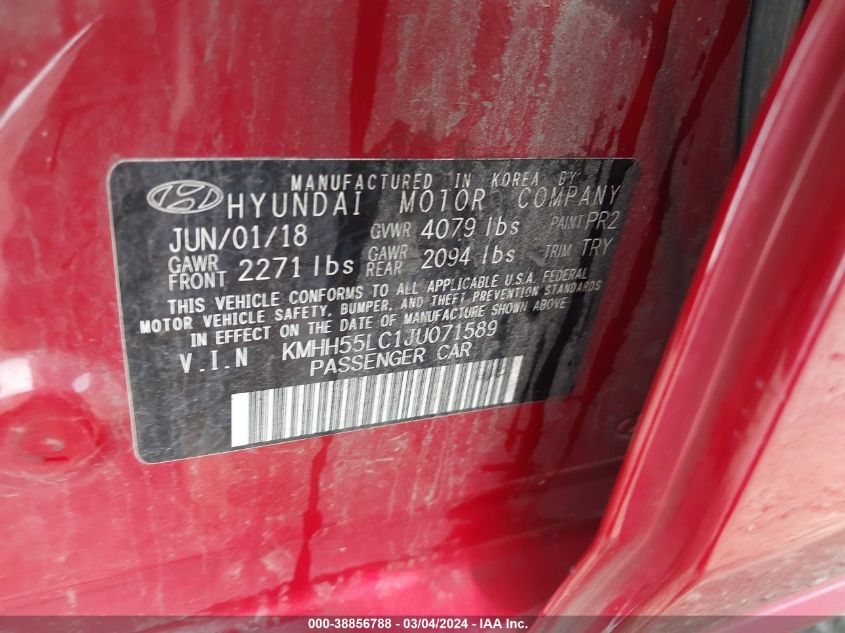 MANUFACTURED IN KOREA BY
HYUNDAI MOTOR COMPANY
JUN/01/18 GVWR 4079 lbs PAINT PR2
GAWR FRONT 2271 lbs GAWR REAR 2094 lbs TRIM TRY
THIS VEHICLE CONFORMS TO ALL APPLICABLE U.S.A. FEDERAL
MOTOR VEHICLE SAFETY, BUMPER, AND THEFT PREVENTION STANDARDS
IN EFFECT ON THE DATE OF MANUFACTURE SHOWN ABOVE
V.I.N KMHH55LC1JU071589
PASSENGER CAR
000-38856788 - 03/04/2024 - IAA Inc.